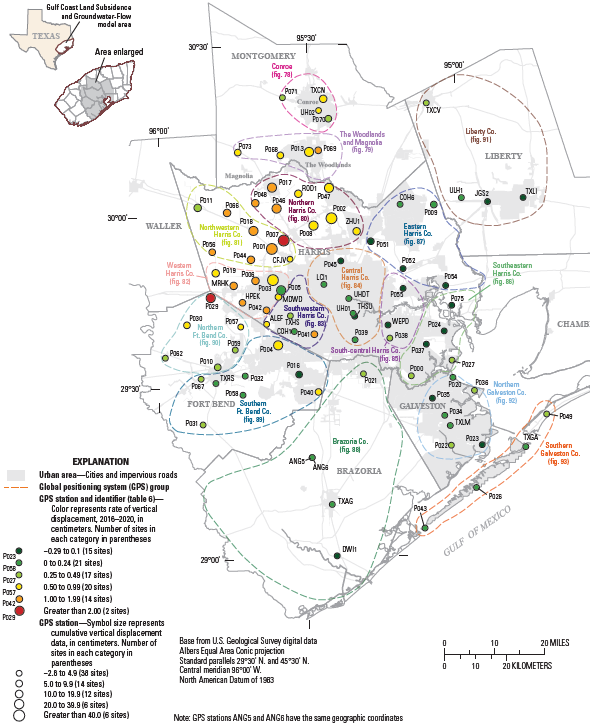 Gulf Coast Land Subsidence
and Groundwater-Flow
model area
TEXAS
Area enlarged
95°30'
30°30'
MONTGOMERY
Conroe
(fig. 78)
95°00'
P071
TXCN
Conroe
UH02
P070
TXCV
Liberty Co.
(fig. 91)
The Woodlands
and Magnolia
(fig. 79)
96°00'
P073
P068
P013
P069
The Woodlands
LIBERTY
Magnolia
P017
ROD1
P047
P048
P046
Northern
Harris Co.
(fig. 80)
P002
ULH1
JGS2
TXLI
COH6
P009
P011
P066
30°00'
WALLER
Northwestern
Harris Co.
(fig. 81)
P018
P007
P008
ZHU1
Eastern
Harris Co.
(fig. 87)
P051
P056
P001
HARRIS
P044
CFJV
P045
Central
Harris Co.
(fig. 84)
P052
Southeastern
Harris Co.
(fig. 86)
Western
Harris Co.
(fig. 82)
P019
MRHK
P006
P003
P005
LCI1
P054
P053
P029
HPEK
MDWD
UHDT
P042
Southwestern
Harris Co.
(fig. 83)
UH01
THSU
P075
CHAMB
P030
Northern
Ft. Bend Co.
(fig. 90)
P057
ALEF
TXHS
COH1
P041
WEPD
P024
P039
P038
P062
P059
P004
South-central Harris Co.
(fig. 85)
P037
P010
P027
29°30'
P067
TXRS
P032
P016
P021
P000
P020
P036
Northern
Galveston Co.
(fig. 92)
P058
P040
P035
FORT BEND
Southern
Ft. Bend Co.
(fig. 89)
GALVESTON
P034
P049
P031
TXLM
Brazoria Co.
(fig. 88)
P022
P023
TXGA
Southern
Galveston Co.
(fig. 93)
ANG5
ANG6
BRAZORIA
P026
TXAG
P043
GULF OF MEXICO
DWI1
29°00'
EXPLANATION
Urban area—Cities and impervious roads
Global positioning system (GPS) group
GPS station and identifier (table 6)—
Color represents rate of vertical
displacement, 2016–2020, in
centimeters. Number of sites in
each category in parentheses
P023
−0.29 to 0.1 (15 sites)
P058
0 to 0.24 (21 sites)
P027
0.25 to 0.49 (17 sites)
P057
0.50 to 0.99 (20 sites)
P042
1.00 to 1.99 (14 sites)
P029
Greater than 2.00 (2 sites)
GPS station—Symbol size represents
cumulative vertical displacement
data, in centimeters. Number of
sites in each category in
parentheses
−2.8 to 4.9 (38 sites)
5.0 to 9.9 (14 sites)
10.0 to 19.9 (12 sites)
20.0 to 39.9 (6 sites)
Greater than 40.0 (6 sites)
Base from U.S. Geological Survey digital data
Albers Equal Area Conic projection
Standard parallels 29°30' N. and 45°30' N.
Central meridian 96°00' W.
North American Datum of 1983
0 10 20 MILES
0 10 20 KILOMETERS
Note: GPS stations ANG5 and ANG6 have the same geographic coordinates